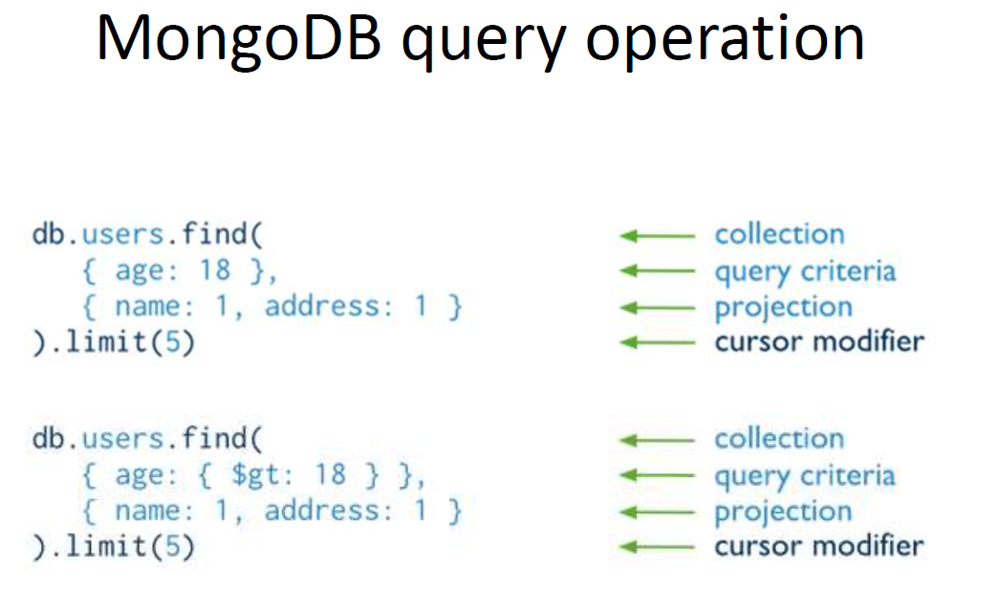 MongoDB query operation
db.users.find( collection
{ age: 18 }, query criteria
{ name: 1, address: 1 } projection
).limit(5) cursor modifier
db.users.find( collection
{ age: { $gt: 18 } }, query criteria
{ name: 1, address: 1 } projection
).limit(5) cursor modifier